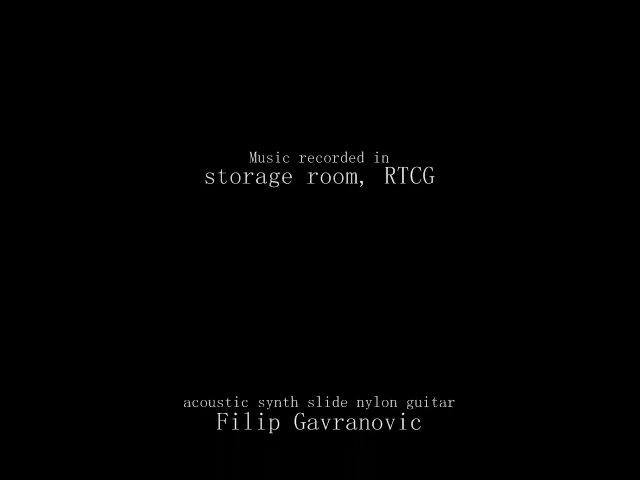 Music recorded in
storage room, RTCG
acoustic synth slide nylon guitar
Filip Gavranovic